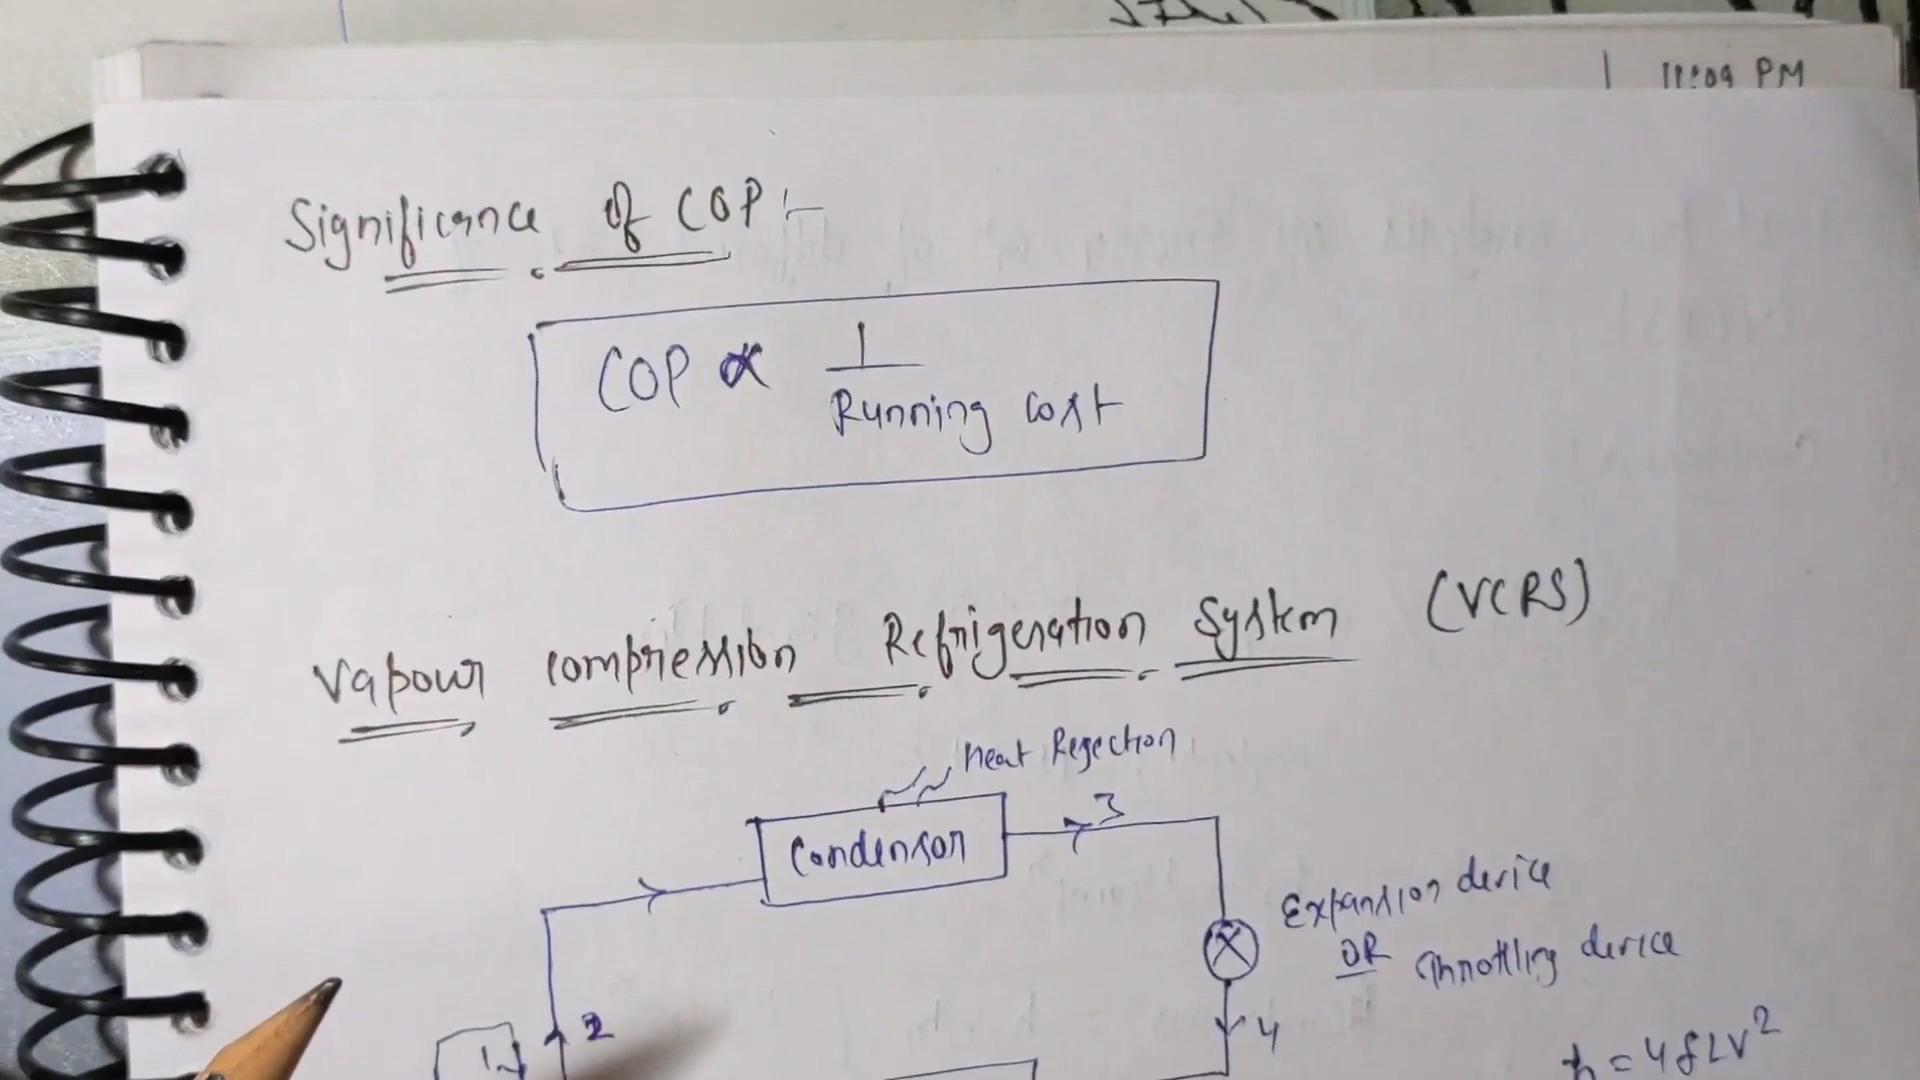 11:09 PM
Significance of COP :-
COP ∝ 1
Running cost
Vapour compression Refrigeration System (VCRS)
Heat Rejection
Condensor
3
Expansion device
OR Throttling device
2
4
1
h = 4fLV²